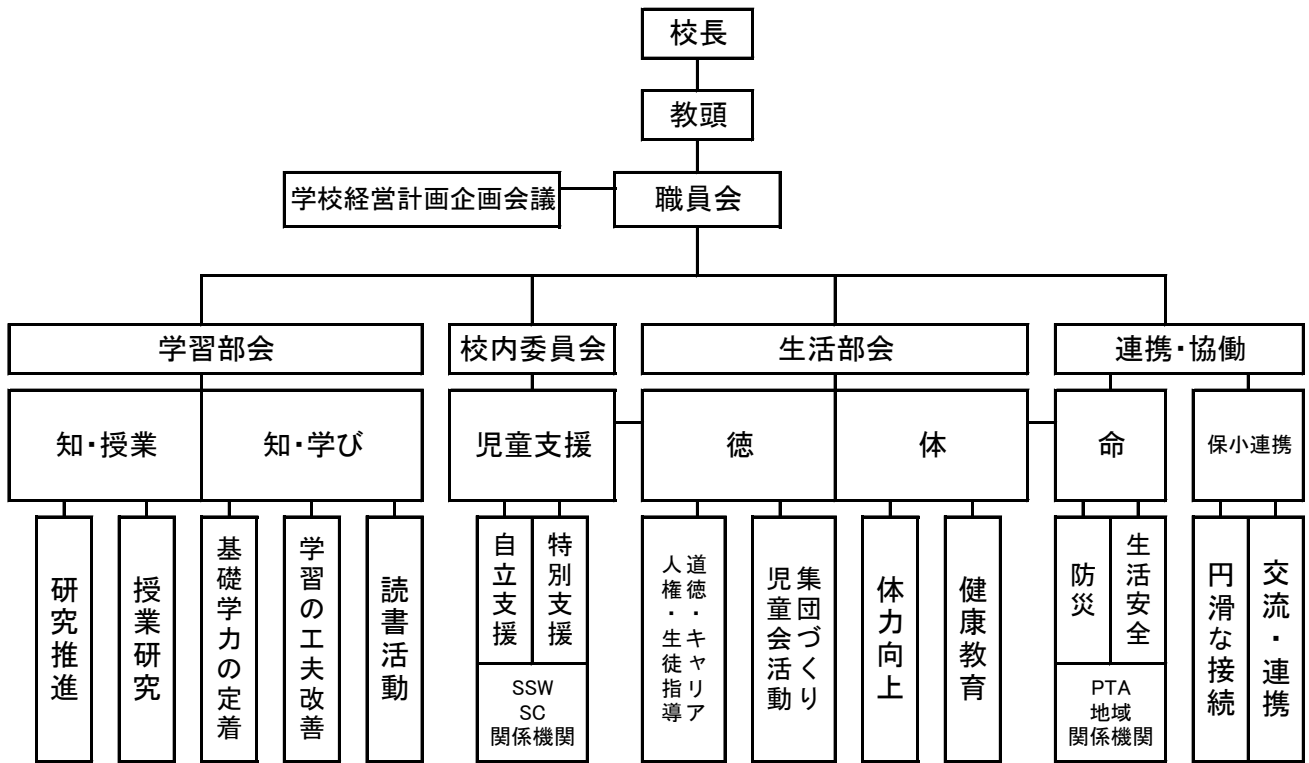 校長
教頭
学校経営計画企画会議
職員会
学習部会
校内委員会
生活部会
連携・協働
知・授業
知・学び
児童支援
徳
体
命
保小連携
研究推進
授業研究
基礎学力の定着
学習の工夫改善
読書活動
自立支援
特別支援
SSW
SC
関係機関
道徳・キャリア
人権・生徒指導
集団づくり
児童会活動
体力向上
健康教育
防災
生活安全
PTA
地域
関係機関
円滑な接続
交流・連携